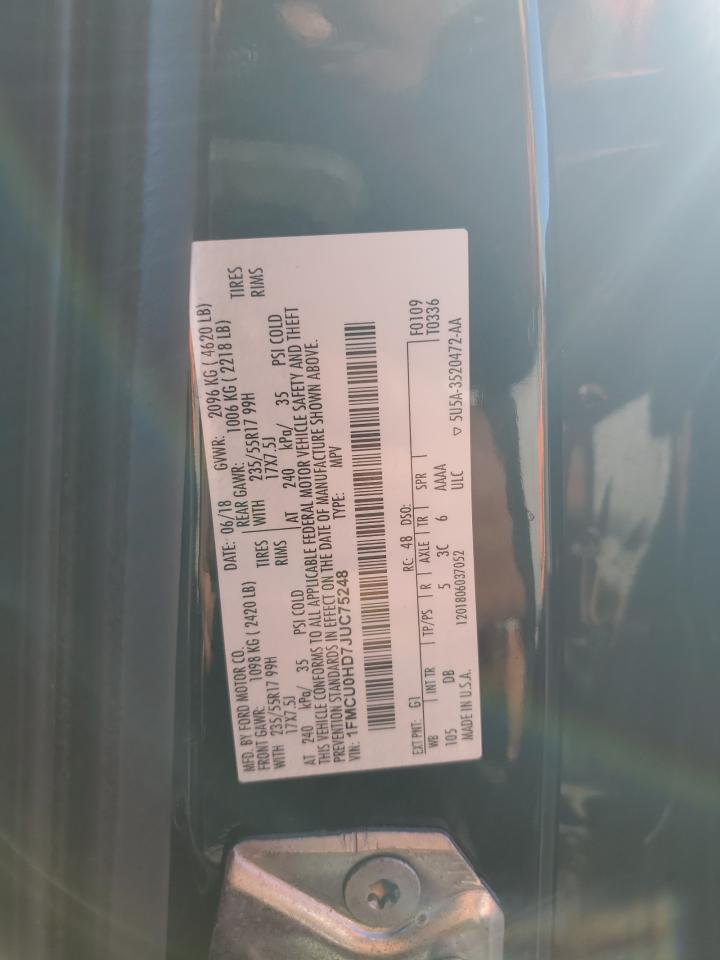 MFD. BY FORD MOTOR CO.
DATE: 06/18 GVWR: 2096 KG ( 4620 LB)
FRONT GAWR: 1098 KG ( 2420 LB) REAR GAWR: 1006 KG ( 2218 LB)
WITH 235/55R17 99H TIRES WITH 235/55R17 99H TIRES
17X7.5J RIMS 17X7.5J RIMS
AT 240 kPa/ 35 PSI COLD AT 240 kPa/ 35 PSI COLD
THIS VEHICLE CONFORMS TO ALL APPLICABLE FEDERAL MOTOR VEHICLE SAFETY AND THEFT
PREVENTION STANDARDS IN EFFECT ON THE DATE OF MANUFACTURE SHOWN ABOVE.
VIN: 1FMCU0HD7JUC75248 TYPE: MPV
EXT PNT: G1 RC: 48 DSO: F0109
WB INT TR TP/PS R AXLE TR SPR T0336
105 DB 5 3C 6 AAAA
MADE IN U.S.A. 1201806037052 ULC ▽ 5U5A-3520472-AA